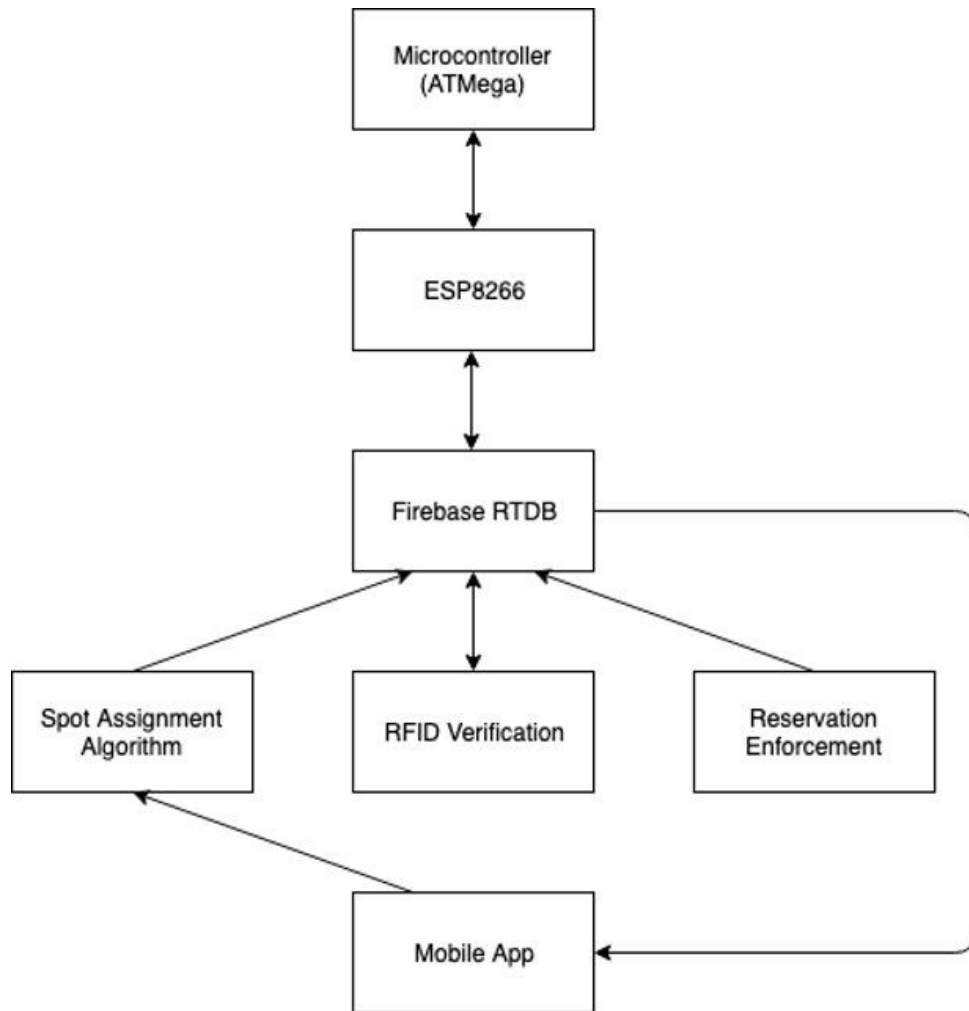 Microcontroller
(ATMega)
ESP8266
Firebase RTDB
Spot Assignment
Algorithm
RFID Verification
Reservation
Enforcement
Mobile App